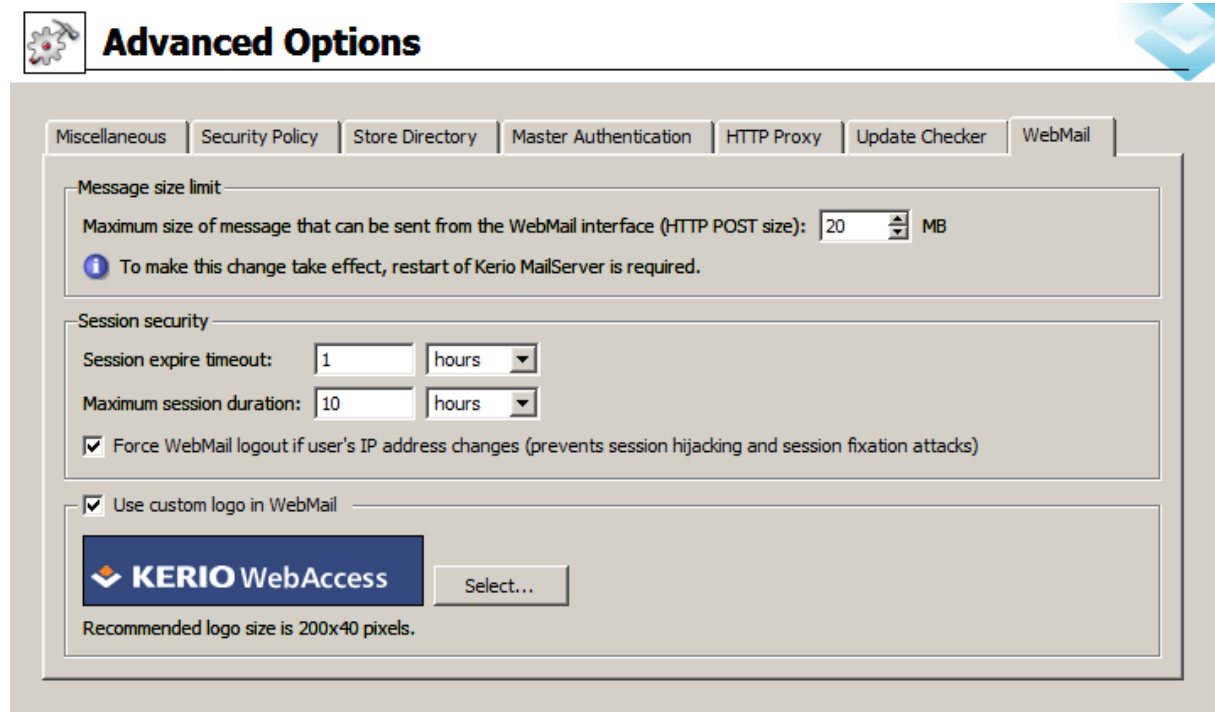 Advanced Options
Miscellaneous Security Policy Store Directory Master Authentication HTTP Proxy Update Checker WebMail
Message size limit
Maximum size of message that can be sent from the WebMail interface (HTTP POST size): 20 MB
To make this change take effect, restart of Kerio MailServer is required.
Session security
Session expire timeout: 1 hours
Maximum session duration: 10 hours
Force WebMail logout if user's IP address changes (prevents session hijacking and session fixation attacks)
Use custom logo in WebMail
KERIO WebAccess
Select...
Recommended logo size is 200x40 pixels.